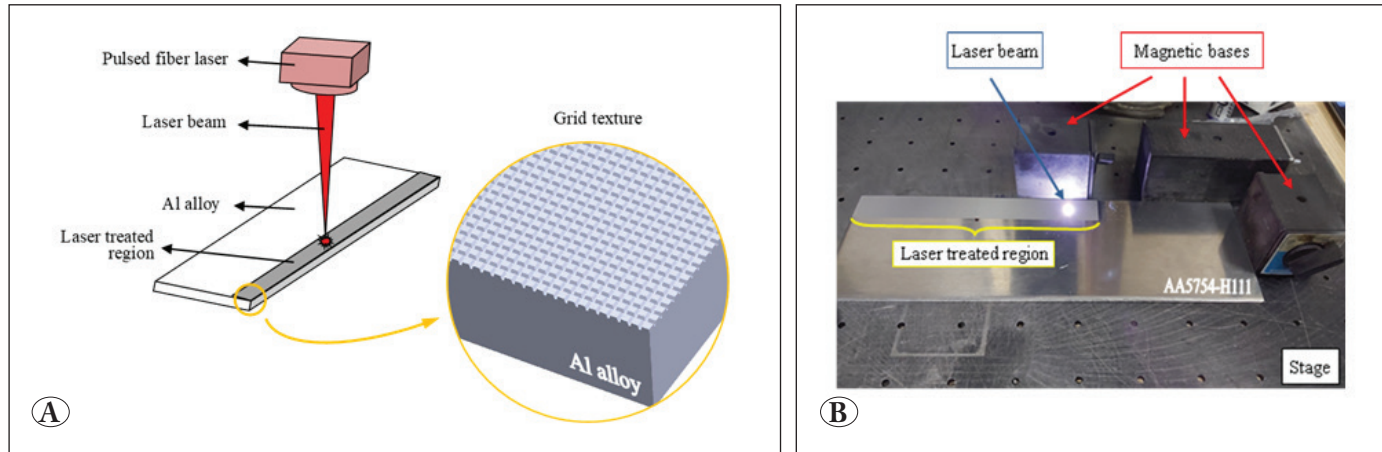 Pulsed fiber laser
Laser beam
Al alloy
Laser treated
region
Grid texture
Al alloy
A
Laser beam
Magnetic bases
Laser treated region
AA5754-H111
Stage
B